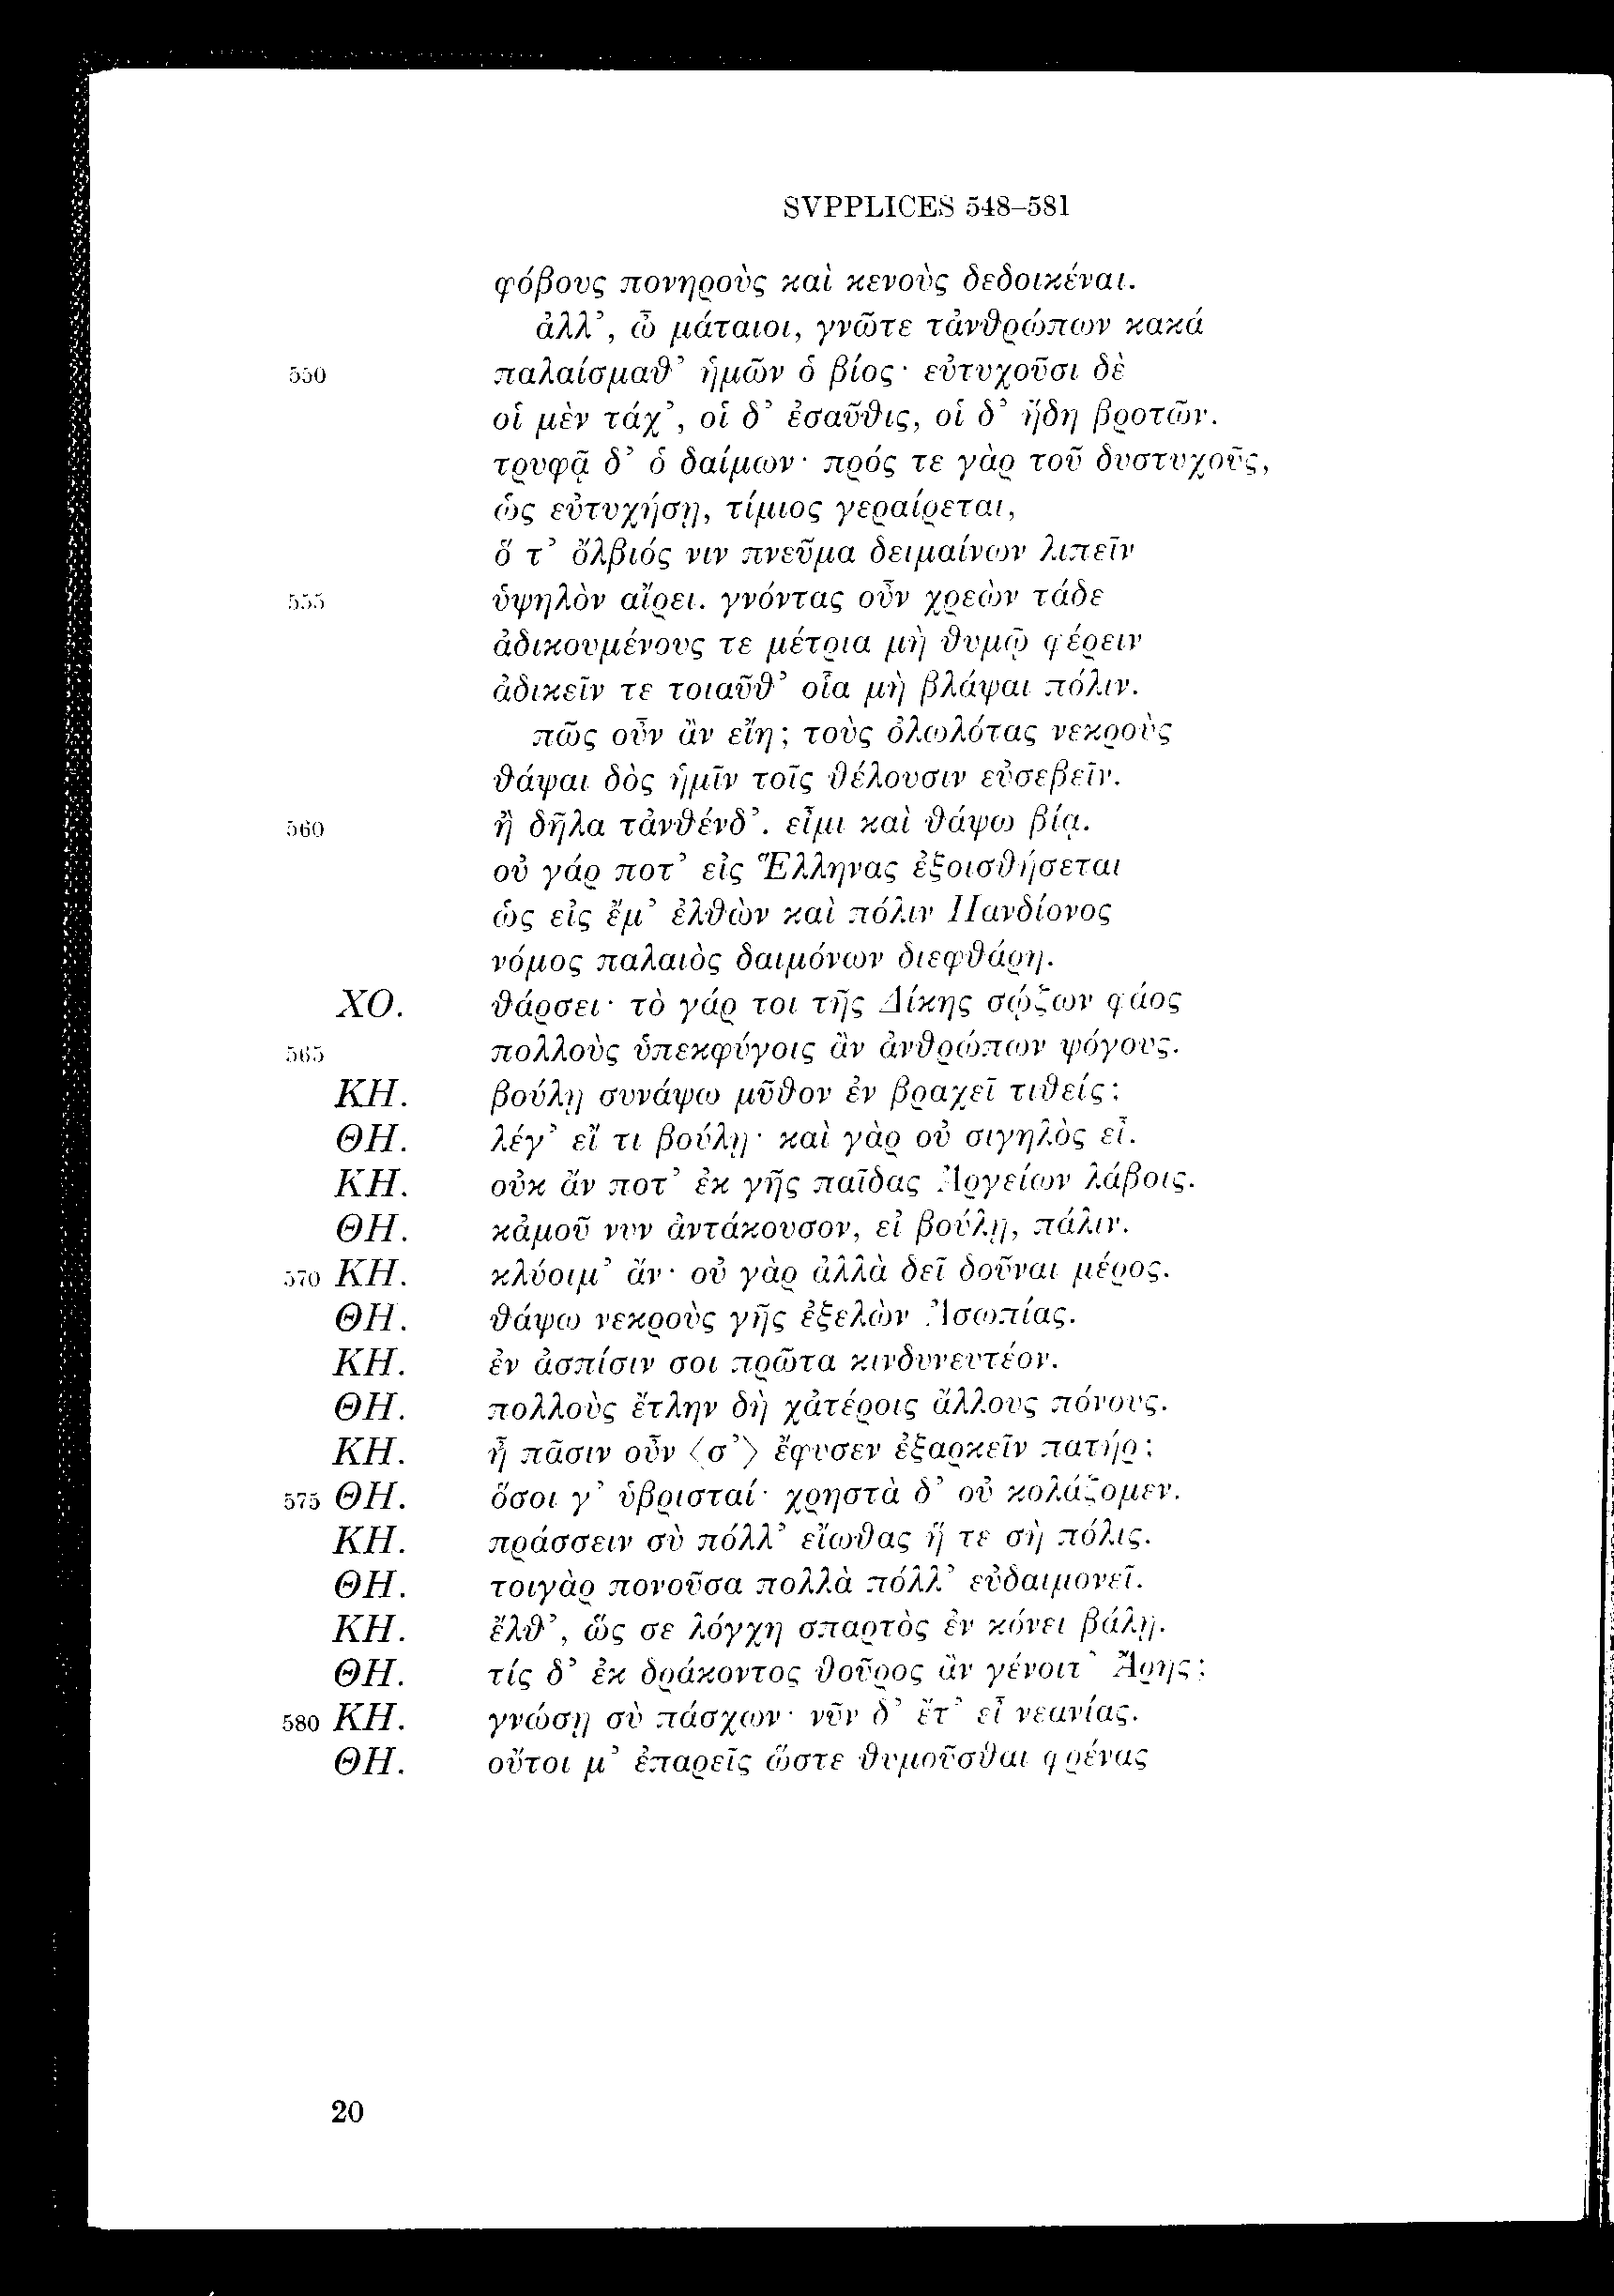 SVPPLICES 548–581
φόβους πονηροὺς καὶ κενοὺς δεδοικέναι.
ἀλλ’, ὦ μάταιοι, γνῶτε τἀνθρώπων κακά
550 παλαίσμαθ’ ἡμῶν ὁ βίος· εὐτυχοῦσι δὲ
οἱ μὲν τάχ’, οἱ δ’ ἐσαῦθις, οἱ δ’ ἤδη βροτῶν.
τρυφᾷ δ’ ὁ δαίμων· πρός τε γὰρ τοῦ δυστυχοῦς,
ὡς εὐτυχήσῃ, τίμιος γεραίρεται,
ὅ τ’ ὄλβιός νιν πνεῦμα δειμαίνων λιπεῖν
555 ὑψηλὸν αἴρει. γνόντας οὖν χρεὼν τάδε
ἀδικουμένους τε μέτρια μὴ θυμῷ φέρειν
ἀδικεῖν τε τοιαῦθ’ οἷα μὴ βλάψαι πόλιν.
πῶς οὖν ἂν εἴη; τοὺς ὀλωλότας νεκροὺς
θάψαι δὸς ἡμῖν τοῖς θέλουσιν εὐσεβεῖν.
560 ἢ δῆλα τἀνθένδ’. εἶμι καὶ θάψω βίᾳ.
οὐ γάρ ποτ’ εἰς Ἕλληνας ἐξοισθήσεται
ὡς εἰς ἔμ’ ἐλθὼν καὶ πόλιν Πανδίονος
νόμος παλαιὸς δαιμόνων διεφθάρη.
ΧΟ. θάρσει· τὸ γάρ τοι τῆς Δίκης σῴζων φάος
565 πολλοὺς ὑπεκφύγοις ἂν ἀνθρώπων ψόγους.
ΚΗ. βούλῃ συνάψω μῦθον ἐν βραχεῖ τιθείς;
ΘΗ. λέγ’ εἴ τι βούλῃ· καὶ γὰρ οὐ σιγηλὸς εἶ.
ΚΗ. οὐκ ἄν ποτ’ ἐκ γῆς παῖδας Ἀργείων λάβοις.
ΘΗ. κἀμοῦ νυν ἀντάκουσον, εἰ βούλῃ, πάλιν.
570 ΚΗ. κλύοιμ’ ἄν· οὐ γὰρ ἀλλὰ δεῖ δοῦναι μέρος.
ΘΗ. θάψω νεκροὺς γῆς ἐξελὼν Ἀσωπίας.
ΚΗ. ἐν ἀσπίσιν σοι πρῶτα κινδυνευτέον.
ΘΗ. πολλοὺς ἔτλην δὴ χἀτέροις ἄλλους πόνους.
ΚΗ. ἦ πᾶσιν οὖν ⟨σ’⟩ ἔφυσεν ἐξαρκεῖν πατήρ;
575 ΘΗ. ὅσοι γ’ ὑβρισταί· χρηστὰ δ’ οὐ κολάζομεν.
ΚΗ. πράσσειν σὺ πόλλ’ εἴωθας ἥ τε σὴ πόλις.
ΘΗ. τοιγὰρ πονοῦσα πολλὰ πόλλ’ εὐδαιμονεῖ.
ΚΗ. ἔλθ’, ὥς σε λόγχη σπαρτὸς ἐν κόνει βάλῃ.
ΘΗ. τίς δ’ ἐκ δράκοντος θοῦρος ἂν γένοιτ’ Ἄρης;
580 ΚΗ. γνώσῃ σὺ πάσχων· νῦν δ’ ἔτ’ εἶ νεανίας.
ΘΗ. οὔτοι μ’ ἐπαρεῖς ὥστε θυμοῦσθαι φρένας
20